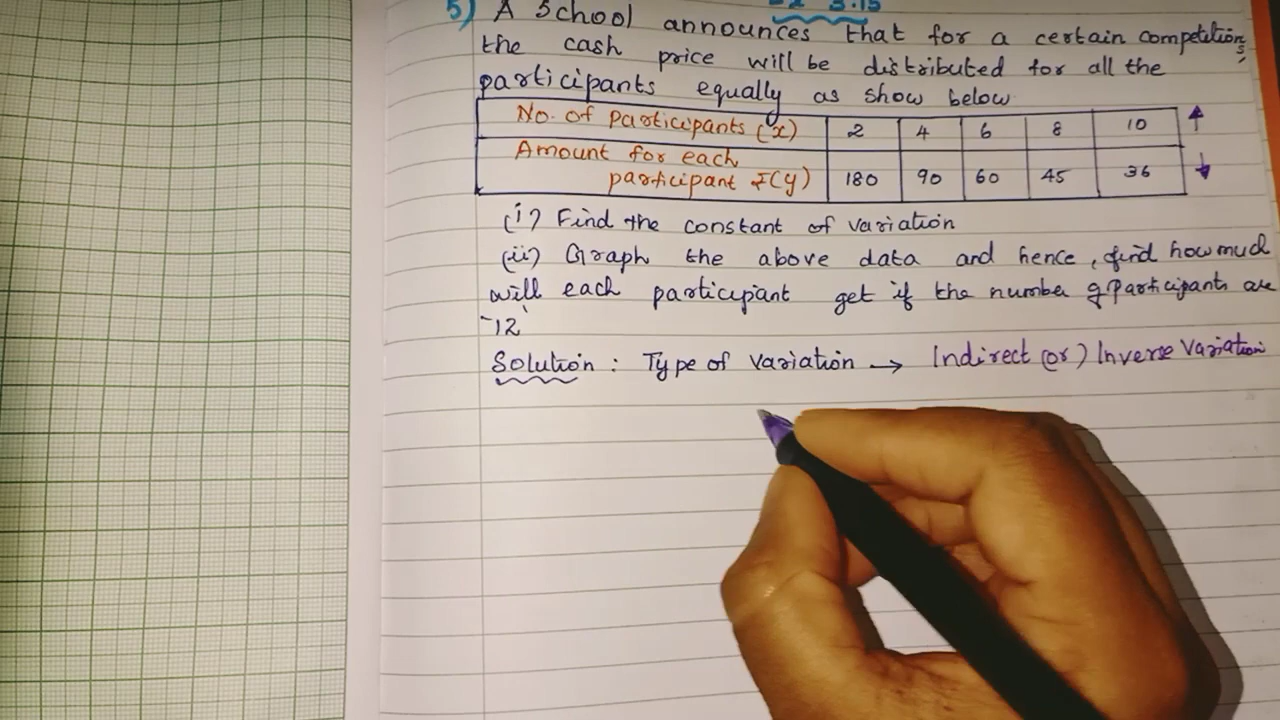 5) A School announces that for a certain competitions,
the cash price will be distributed for all the
participants equally as show below
No. of participants (x) 2 4 6 8 10
Amount for each
participant ₹(y) 180 90 60 45 36
(i) Find the constant of variation
(ii) Graph the above data and hence, find how much
will each participant get if the number of participants are
12
Solution : Type of variation → Indirect (or) Inverse Variation